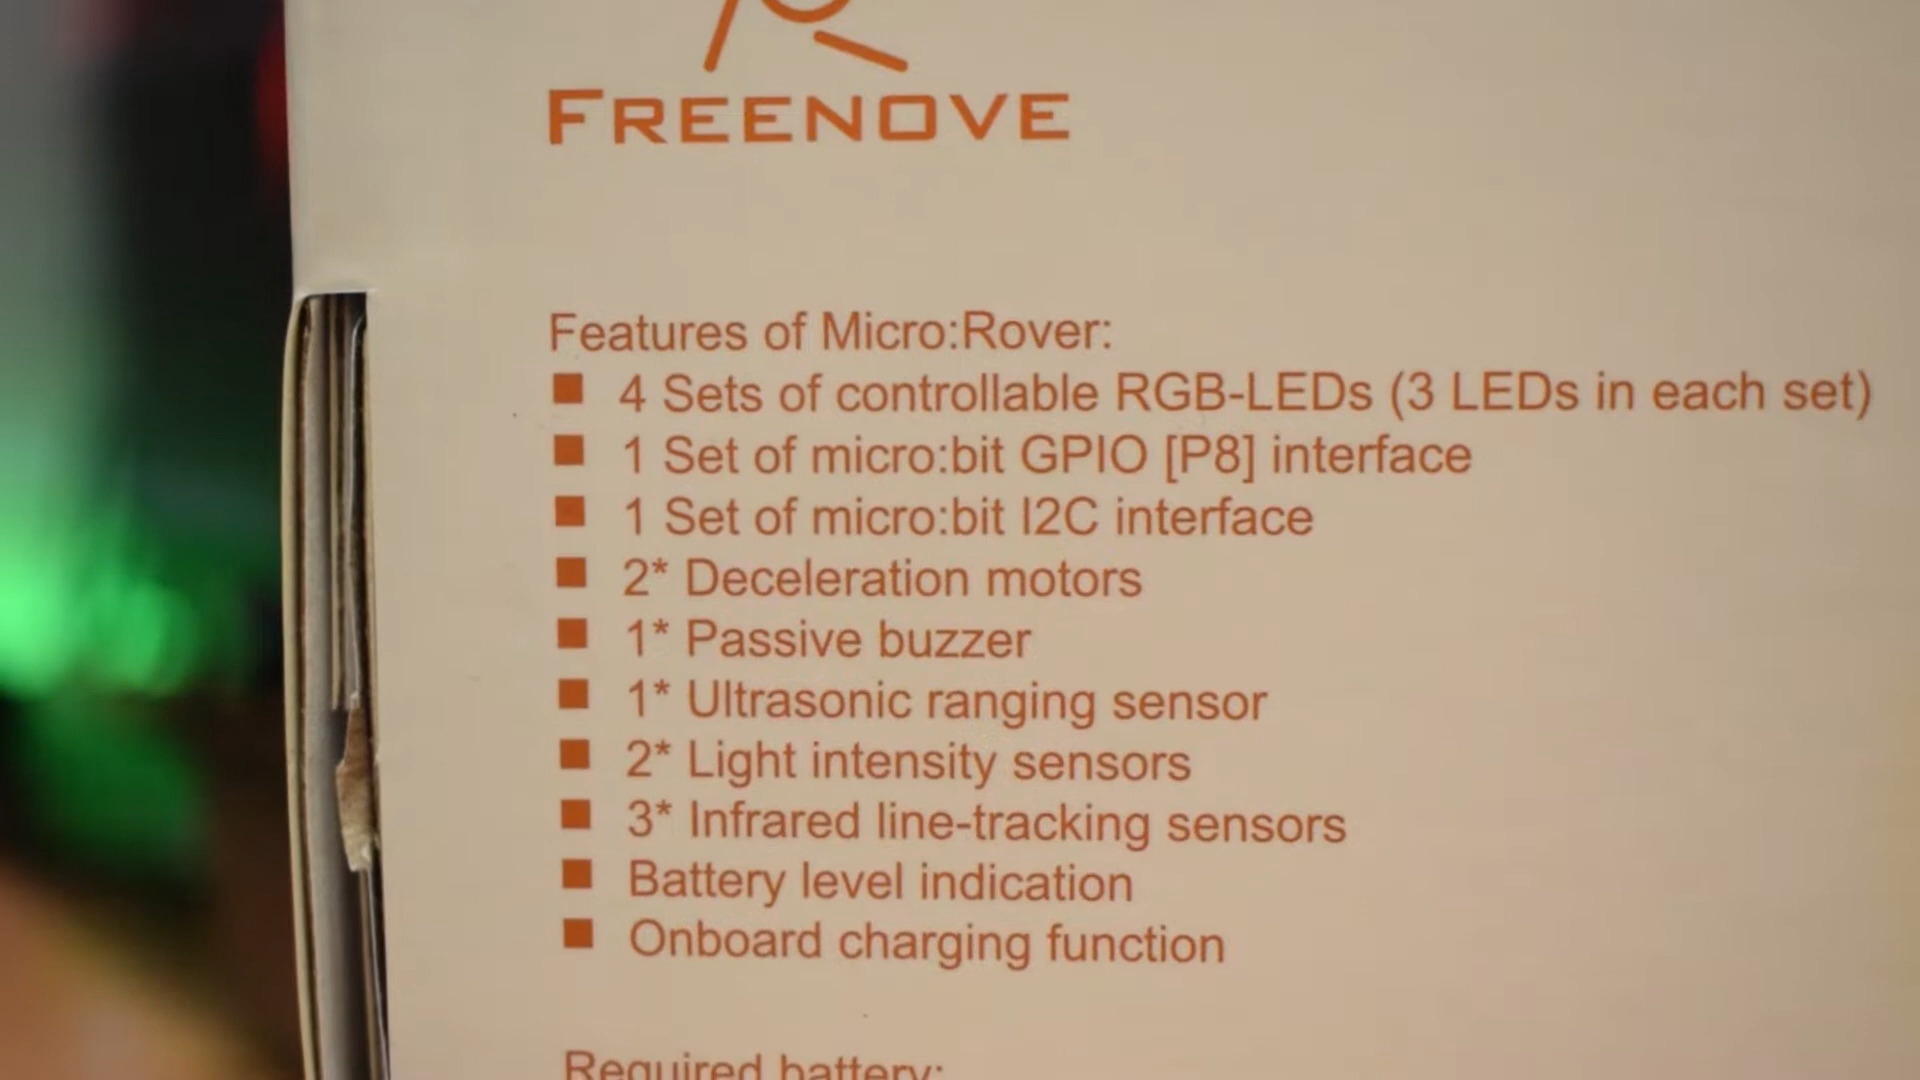 FREENOVE
Features of Micro:Rover:
■ 4 Sets of controllable RGB-LEDs (3 LEDs in each set)
■ 1 Set of micro:bit GPIO [P8] interface
■ 1 Set of micro:bit I2C interface
■ 2* Deceleration motors
■ 1* Passive buzzer
■ 1* Ultrasonic ranging sensor
■ 2* Light intensity sensors
■ 3* Infrared line-tracking sensors
■ Battery level indication
■ Onboard charging function
Required battery: